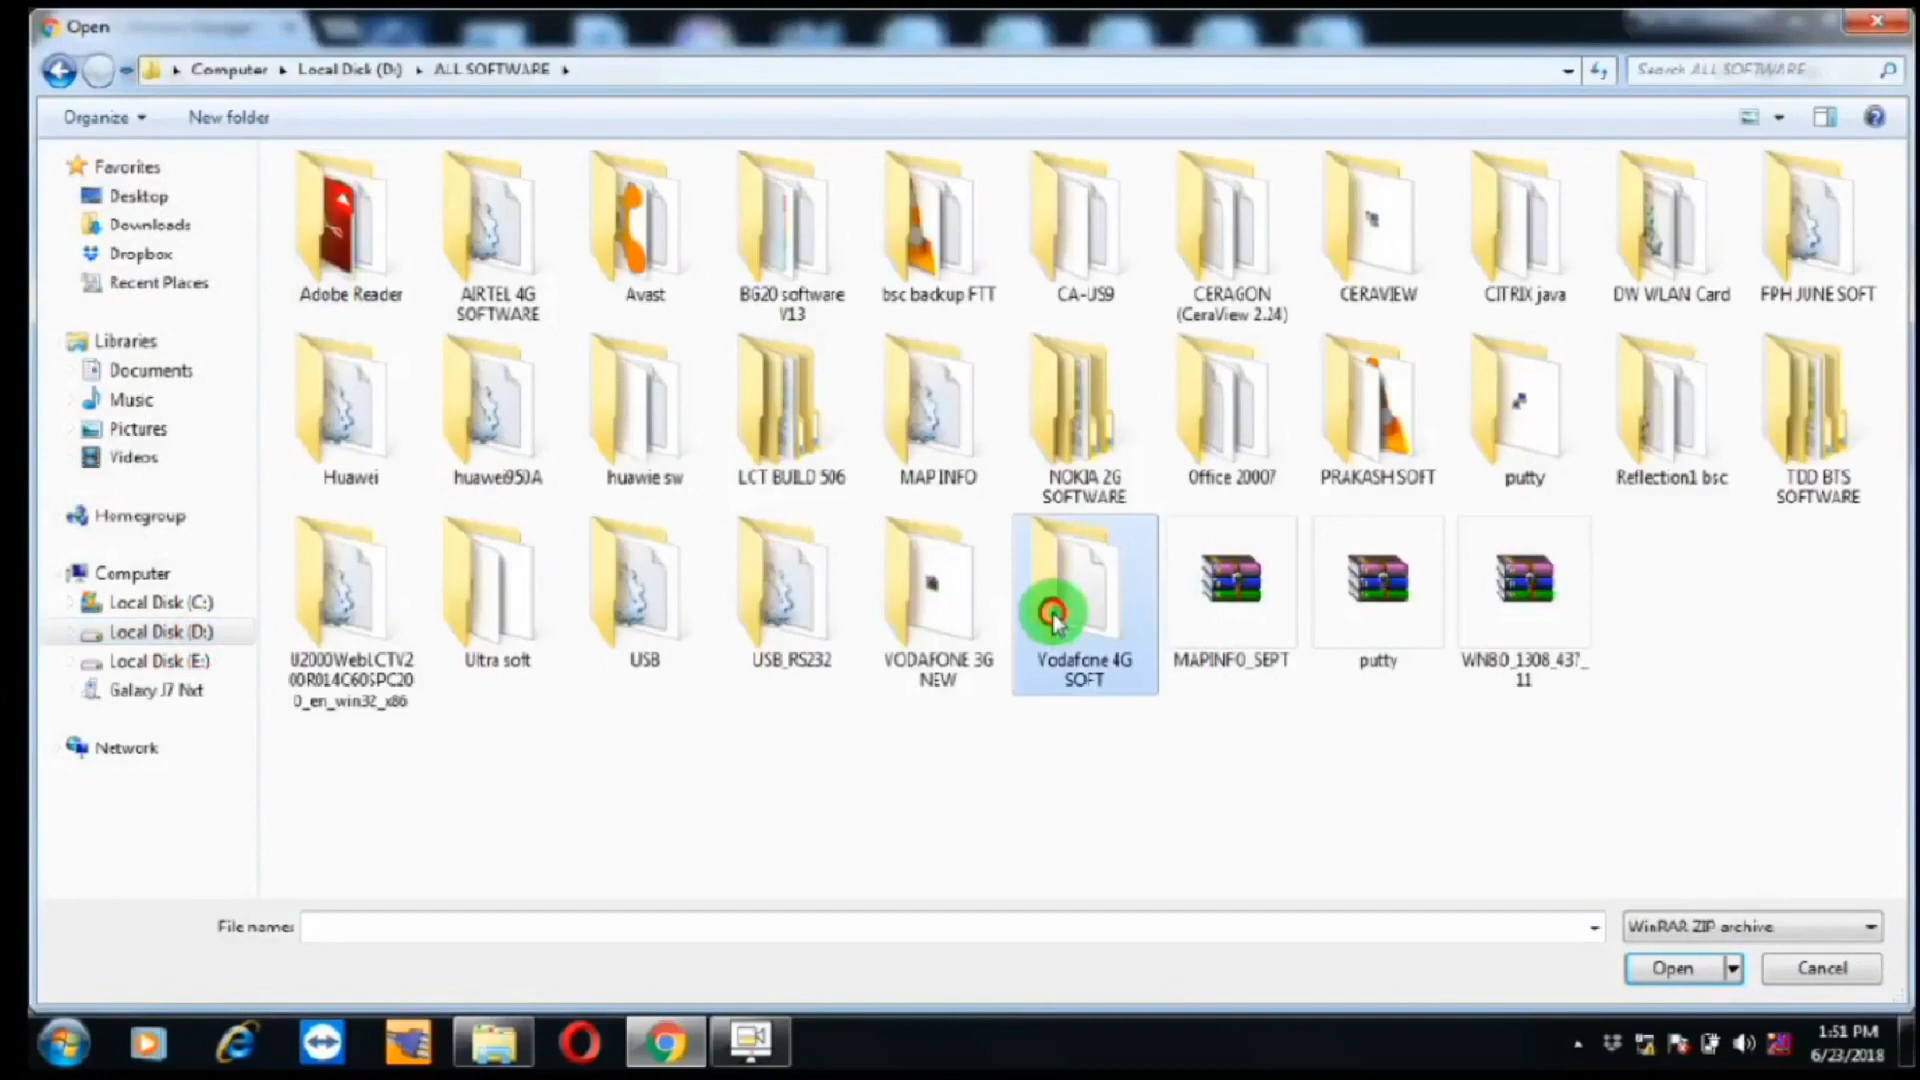 Open
Computer ▸ Local Disk (D:) ▸ ALL SOFTWARE ▸
Search ALL SOFTWARE
Organize
New folder
Favorites
Desktop
Downloads
Dropbox
Recent Places
Libraries
Documents
Music
Pictures
Videos
Homegroup
Computer
Local Disk (C:)
Local Disk (D:)
Local Disk (E:)
Galaxy J7 Nxt
Network
Adobe Reader
AIRTEL 4G
SOFTWARE
Avast
BG20 software
V13
bsc backup FTT
CA-US9
CERAGON
(CeraView 2.24)
CERAVIEW
CITRIX java
DW WLAN Card
FPH JUNE SOFT
Huawei
huawei950A
huawie sw
LCT BUILD 506
MAP INFO
NOKIA 2G
SOFTWARE
Office 20007
PRAKASH SOFT
putty
Reflection1 bsc
TDD BTS
SOFTWARE
U2000WebLCTV2
00R014C60SPC20
0_en_win32_x86
Ultra soft
USB
USB_RS232
VODAFONE 3G
NEW
Vodafone 4G
SOFT
MAPINFO_SEPT
putty
WN8.0_1308_437_
11
File name:
WinRAR ZIP archive
Open
Cancel
1:51 PM
6/23/2018